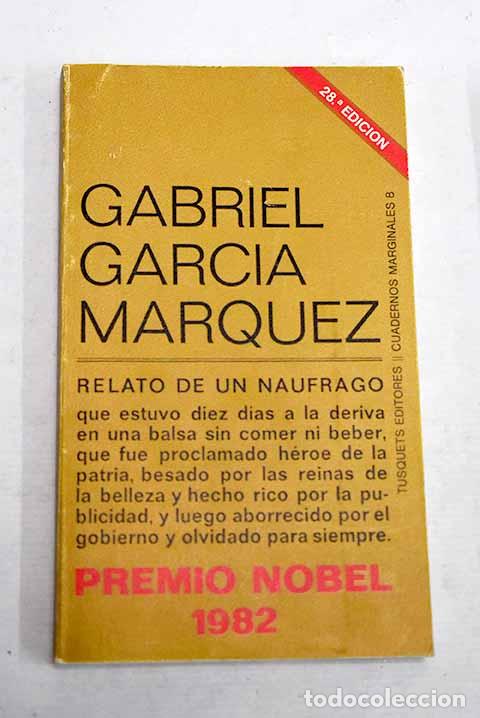 28.ª EDICION
GABRIEL
GARCIA
MARQUEZ
RELATO DE UN NAUFRAGO
que estuvo diez dias a la deriva
en una balsa sin comer ni beber,
que fue proclamado héroe de la
patria, besado por las reinas de
la belleza y hecho rico por la pu-
blicidad, y luego aborrecido por el
gobierno y olvidado para siempre.
PREMIO NOBEL
1982
TUSQUETS EDITORES || CUADERNOS MARGINALES 8
todocoleccion